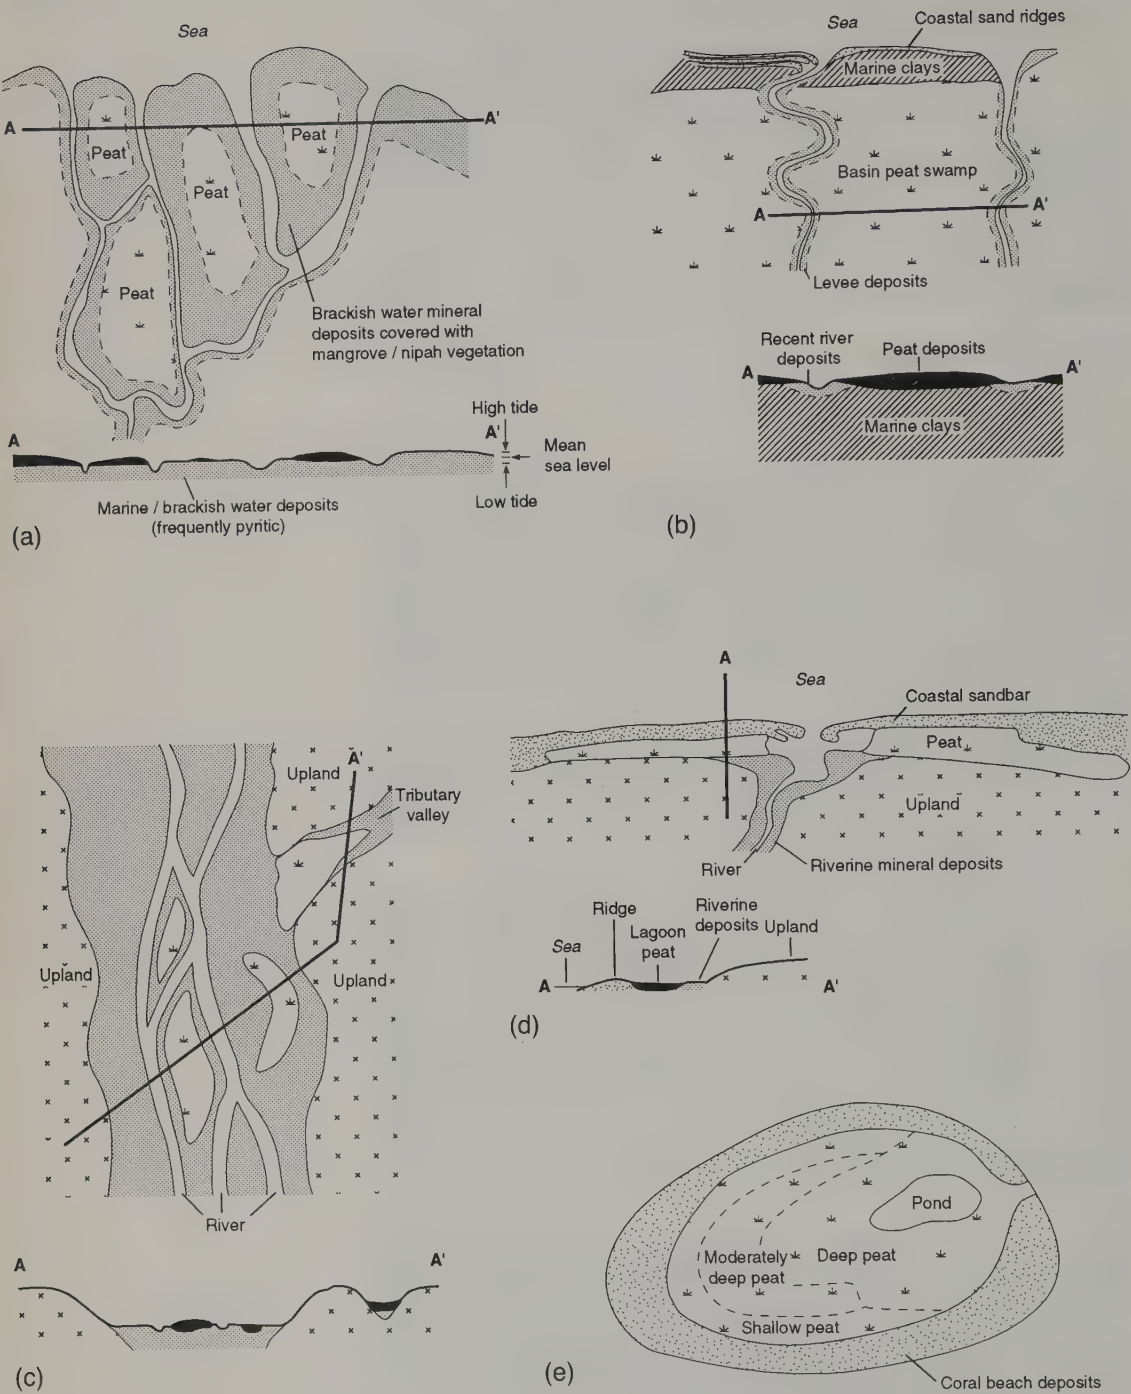 Sea
A
A'
Peat
Peat
Peat
Peat
Brackish water mineral
deposits covered with
mangrove / nipah vegetation
High tide
A
A'
Mean
sea level
Low tide
Marine / brackish water deposits
(frequently pyritic)
(a)
Sea
Coastal sand ridges
Marine clays
Basin peat swamp
A
A'
Levee deposits
Recent river
deposits
Peat deposits
A
A'
Marine clays
(b)
Upland
A'
Tributary
valley
Upland
Upland
River
A
A'
(c)
A
Sea
Coastal sandbar
Peat
Upland
River
Riverine mineral deposits
Ridge
Riverine
deposits
Upland
Sea
Lagoon
peat
A
A'
(d)
Pond
Moderately
deep peat
Deep peat
Shallow peat
Coral beach deposits
(e)